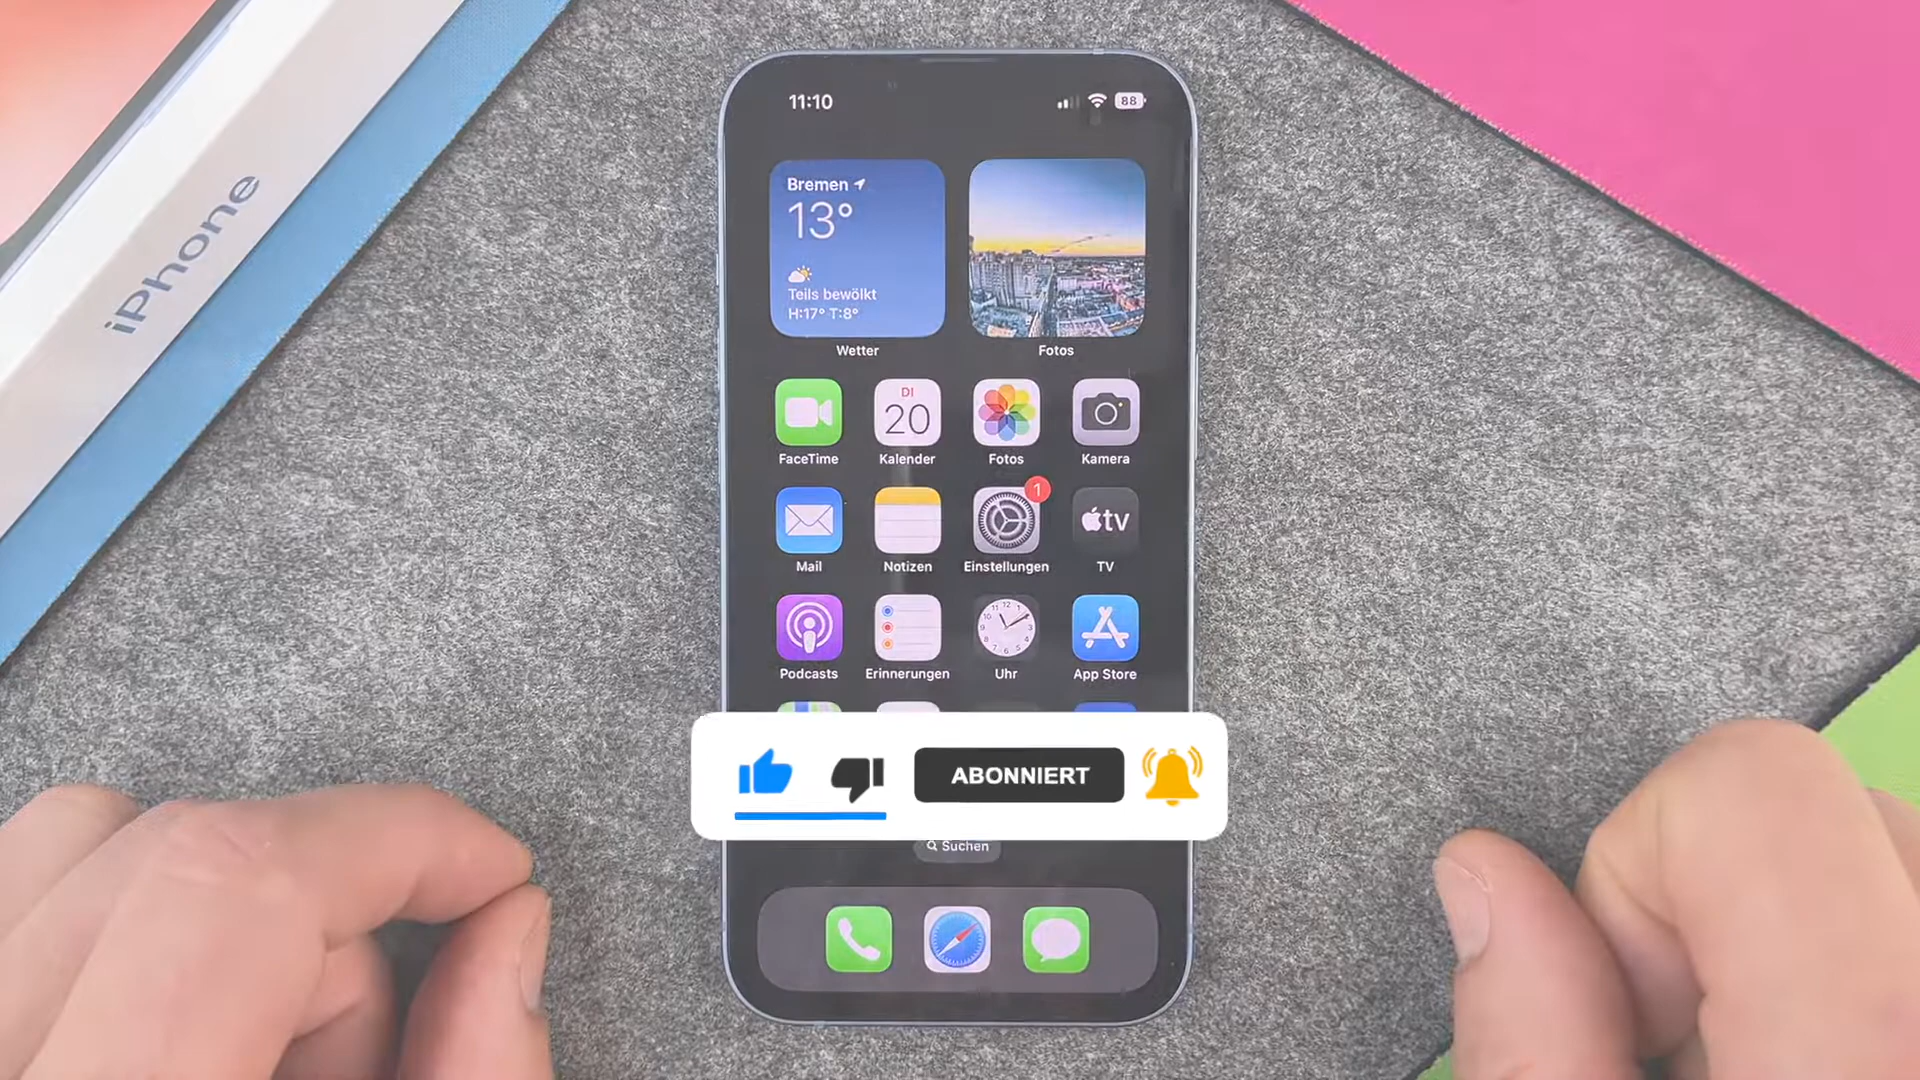 iPhone
11:10
88
Bremen
13°
Teils bewölkt
H:17° T:8°
Wetter
Fotos
DI
20
FaceTime
Kalender
Fotos
Kamera
1
tv
Mail
Notizen
Einstellungen
TV
Podcasts
Erinnerungen
Uhr
App Store
ABONNIERT
Suchen